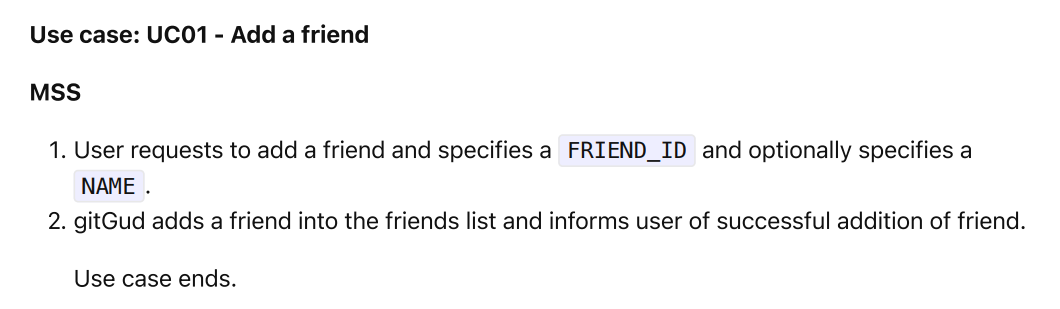 Use case: UC01 - Add a friend
MSS
1. User requests to add a friend and specifies a FRIEND_ID and optionally specifies a
NAME .
2. gitGud adds a friend into the friends list and informs user of successful addition of friend.
Use case ends.